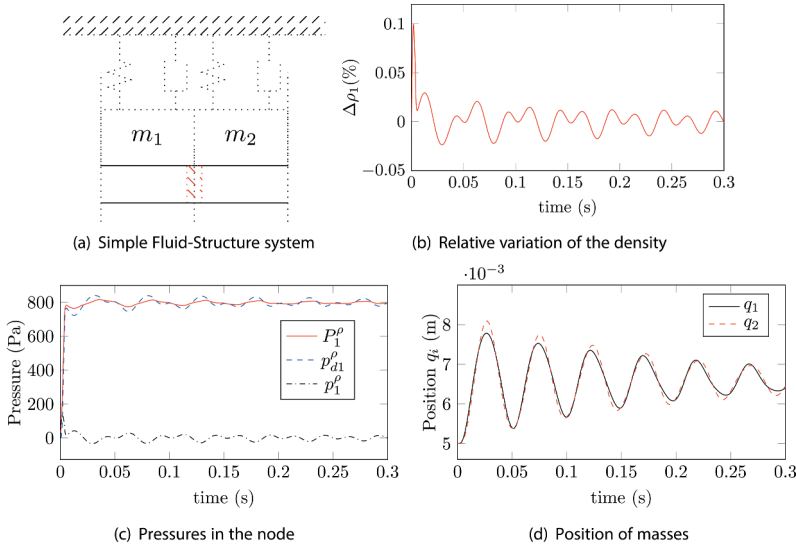 m₁ m₂
(a) Simple Fluid-Structure system
0.1
0.05
0
−0.05
Δρ₁(%)
0 0.05 0.1 0.15 0.2 0.25 0.3
time (s)
(b) Relative variation of the density
800
600
400
200
0
Pressure (Pa)
P₁^ρ
p_{d1}^ρ
p₁^ρ
0 0.05 0.1 0.15 0.2 0.25 0.3
time (s)
(c) Pressures in the node
·10⁻³
8
7
6
5
Position qᵢ (m)
q₁
q₂
0 0.05 0.1 0.15 0.2 0.25 0.3
time (s)
(d) Position of masses